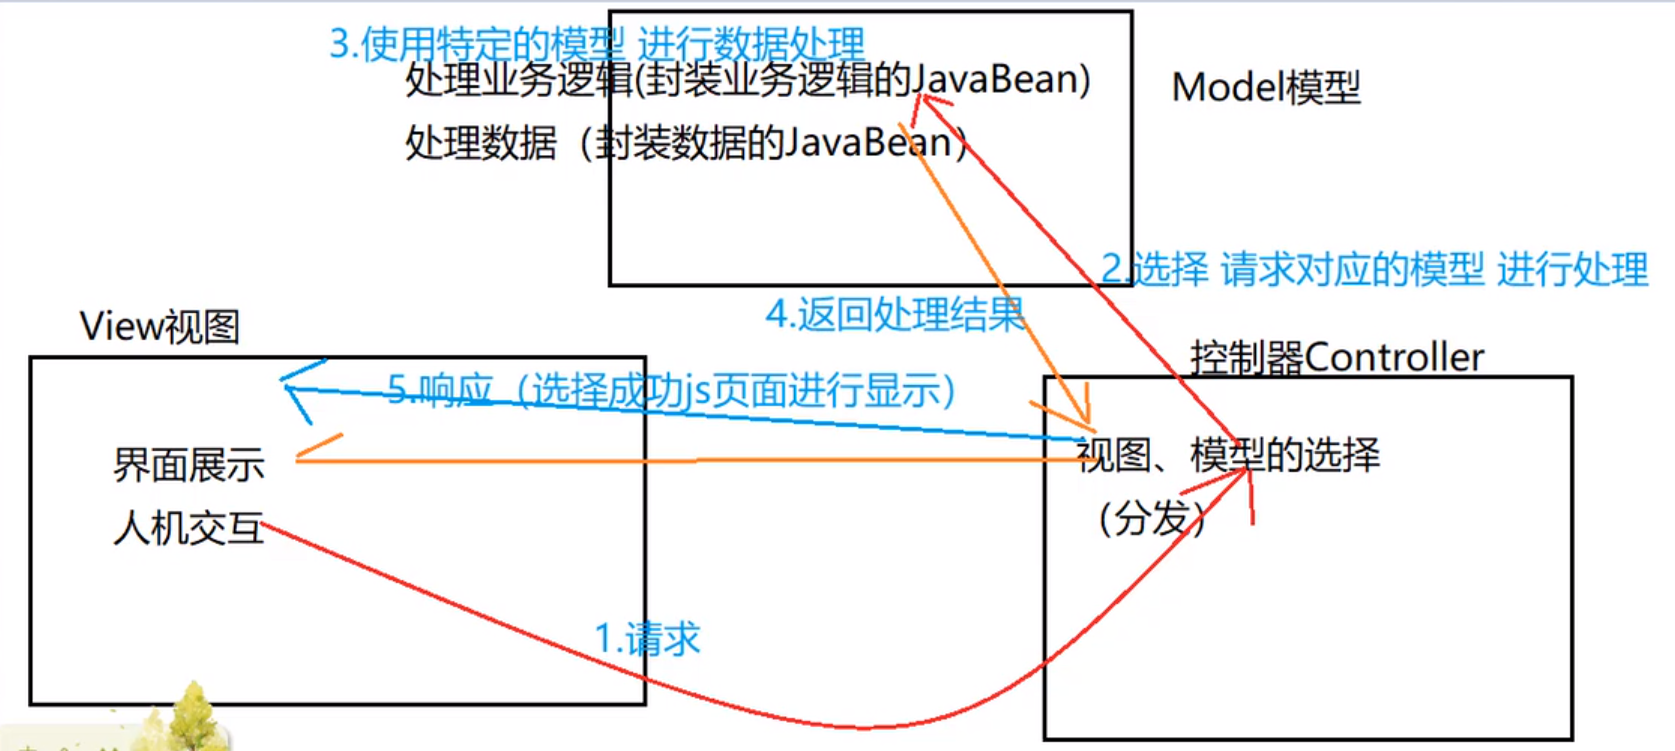 3.使用特定的模型 进行数据处理
处理业务逻辑(封装业务逻辑的JavaBean)
Model模型
处理数据（封装数据的JavaBean）
2.选择 请求对应的模型 进行处理
4.返回处理结果
View视图
控制器Controller
5.响应（选择成功js页面进行显示）
界面展示
视图、模型的选择
人机交互
（分发）
1.请求